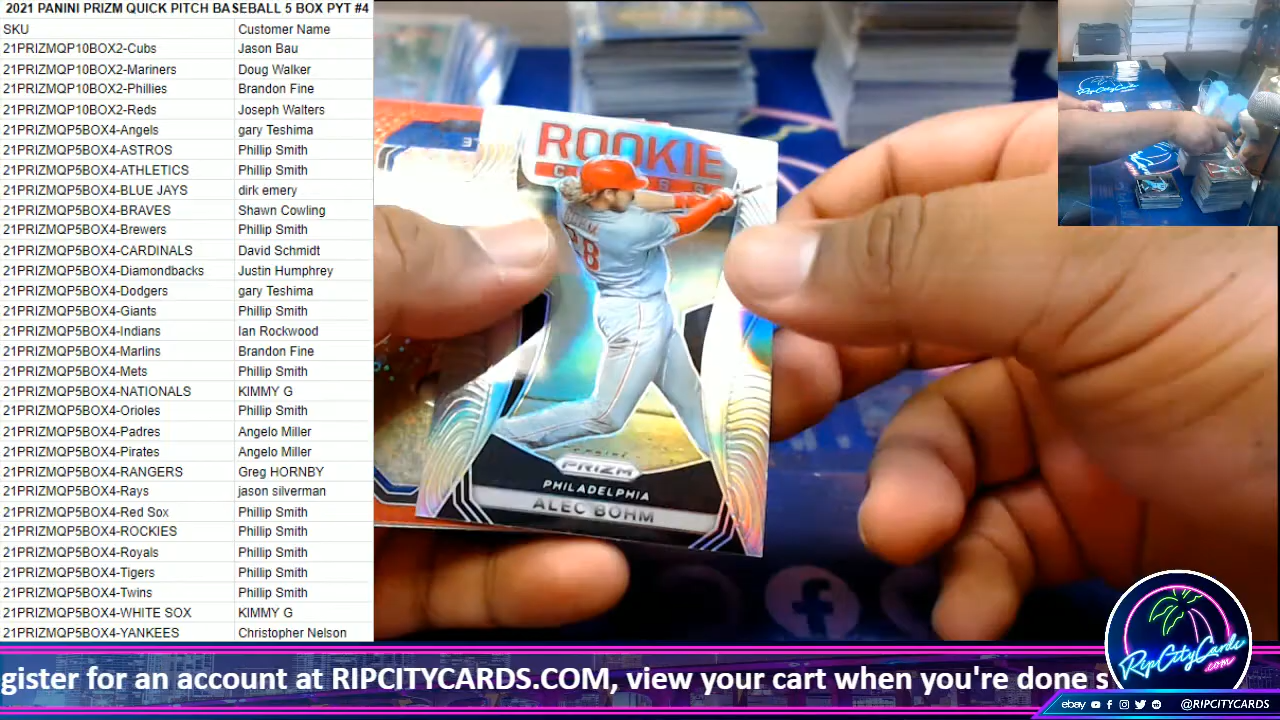 2021 PANINI PRIZM QUICK PITCH BASEBALL 5 BOX PYT #4
SKU Customer Name
21PRIZMQP10BOX2-Cubs Jason Bau
21PRIZMQP10BOX2-Mariners Doug Walker
21PRIZMQP10BOX2-Phillies Brandon Fine
21PRIZMQP10BOX2-Reds Joseph Walters
21PRIZMQP5BOX4-Angels gary Teshima
21PRIZMQP5BOX4-ASTROS Phillip Smith
21PRIZMQP5BOX4-ATHLETICS Phillip Smith
21PRIZMQP5BOX4-BLUE JAYS dirk emery
21PRIZMQP5BOX4-BRAVES Shawn Cowling
21PRIZMQP5BOX4-Brewers Phillip Smith
21PRIZMQP5BOX4-CARDINALS David Schmidt
21PRIZMQP5BOX4-Diamondbacks Justin Humphrey
21PRIZMQP5BOX4-Dodgers gary Teshima
21PRIZMQP5BOX4-Giants Phillip Smith
21PRIZMQP5BOX4-Indians Ian Rockwood
21PRIZMQP5BOX4-Marlins Brandon Fine
21PRIZMQP5BOX4-Mets Phillip Smith
21PRIZMQP5BOX4-NATIONALS KIMMY G
21PRIZMQP5BOX4-Orioles Phillip Smith
21PRIZMQP5BOX4-Padres Angelo Miller
21PRIZMQP5BOX4-Pirates Angelo Miller
21PRIZMQP5BOX4-RANGERS Greg HORNBY
21PRIZMQP5BOX4-Rays jason silverman
21PRIZMQP5BOX4-Red Sox Phillip Smith
21PRIZMQP5BOX4-ROCKIES Phillip Smith
21PRIZMQP5BOX4-Royals Phillip Smith
21PRIZMQP5BOX4-Tigers Phillip Smith
21PRIZMQP5BOX4-Twins Phillip Smith
21PRIZMQP5BOX4-WHITE SOX KIMMY G
21PRIZMQP5BOX4-YANKEES Christopher Nelson
ROOKIE
28
PANINI
PRIZM
PHILADELPHIA
ALEC BOHM
gister for an account at RIPCITYCARDS.COM, view your cart when you're done s
RipCityCards
.com
ebay @RIPCITYCARDS